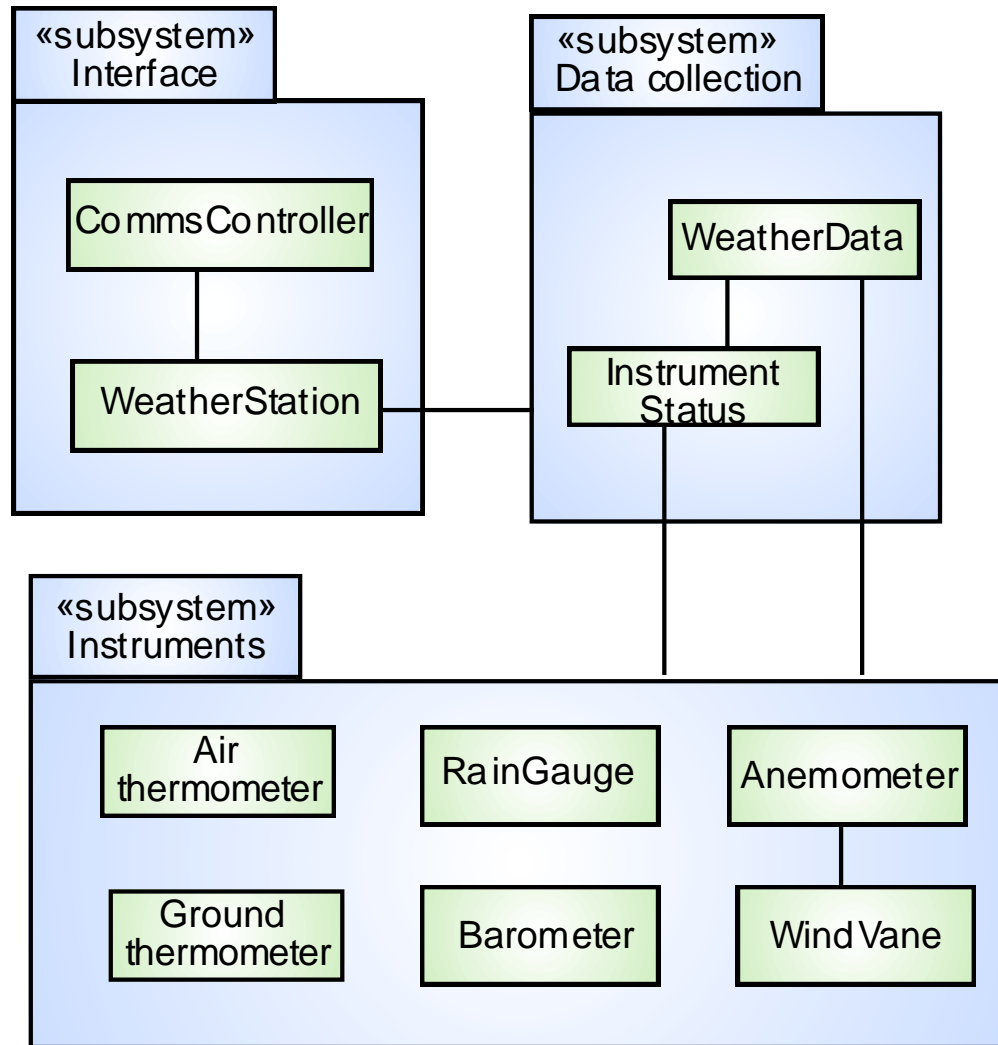 «subsystem»
Interface
CommsController
WeatherStation
«subsystem»
Data collection
WeatherData
Instrument
Status
«subsystem»
Instruments
Air
thermometer
RainGauge
Anemometer
Ground
thermometer
Barometer
WindVane